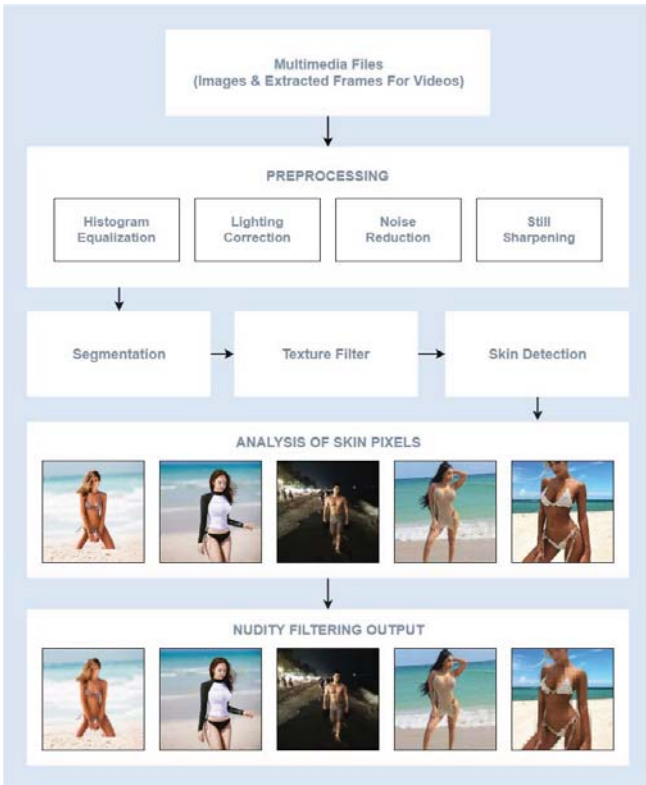 Multimedia Files
(Images & Extracted Frames For Videos)
PREPROCESSING
Histogram
Equalization
Lighting
Correction
Noise
Reduction
Still
Sharpening
Segmentation
Texture Filter
Skin Detection
ANALYSIS OF SKIN PIXELS
NUDITY FILTERING OUTPUT